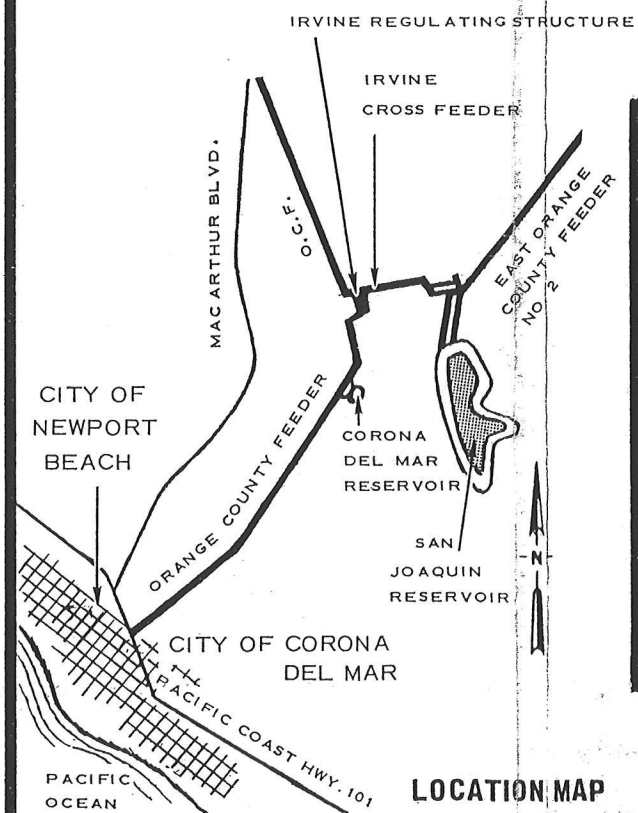 IRVINE REGULATING STRUCTURE
IRVINE
CROSS FEEDER
MAC ARTHUR BLVD.
O.C.F.
EAST ORANGE
COUNTY FEEDER
NO. 2
CITY OF
NEWPORT
BEACH
ORANGE COUNTY FEEDER
CORONA
DEL MAR
RESERVOIR
SAN
JOAQUIN
RESERVOIR
N
CITY OF CORONA
DEL MAR
PACIFIC COAST HWY. 101
PACIFIC
OCEAN
LOCATION MAP